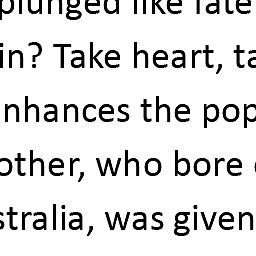 plunged like fate
in? Take heart, ta
nhances the pop
other, who bore
stralia, was given